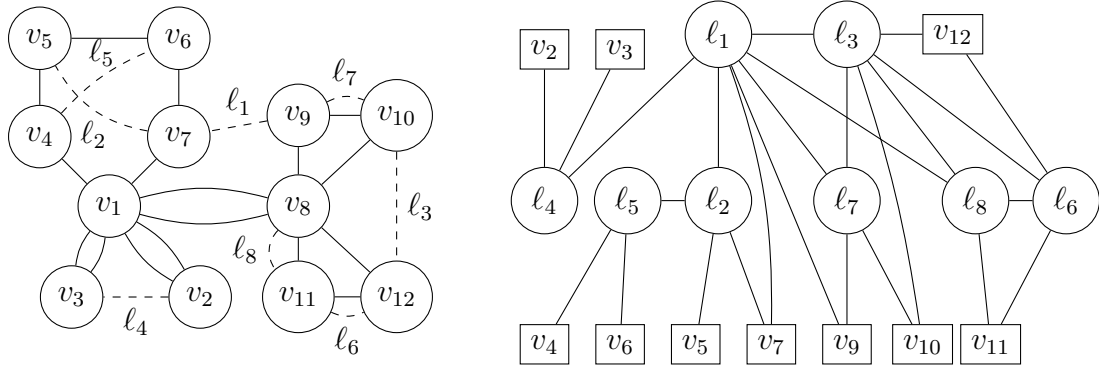 v5 v6 ℓ5
v4 ℓ2 v7 ℓ1 v9 ℓ7 v10
v1 v8 ℓ3
ℓ8
v3 v2 v11 v12
ℓ4 ℓ6
v2 v3 ℓ1 ℓ3 v12
ℓ4 ℓ5 ℓ2 ℓ7 ℓ8 ℓ6
v4 v6 v5 v7 v9 v10 v11